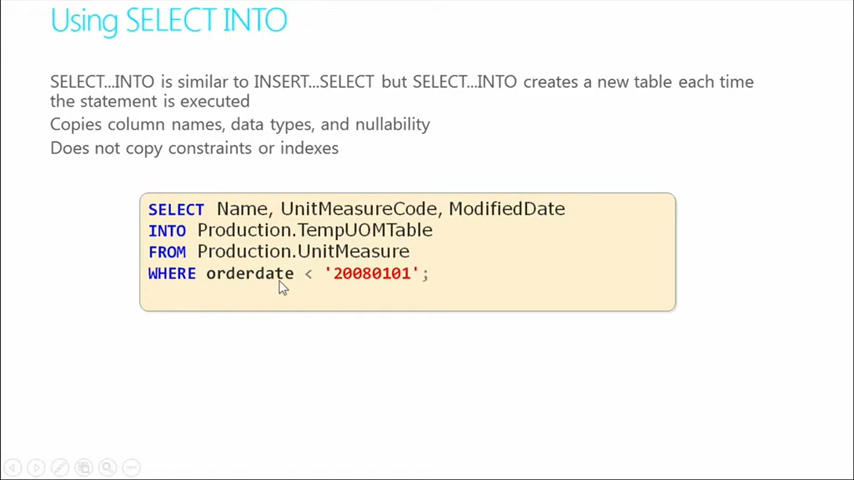 Using SELECT INTO
SELECT...INTO is similar to INSERT...SELECT but SELECT...INTO creates a new table each time
the statement is executed
Copies column names, data types, and nullability
Does not copy constraints or indexes
SELECT Name, UnitMeasureCode, ModifiedDate
INTO Production.TempUOMTable
FROM Production.UnitMeasure
WHERE orderdate < '20080101';